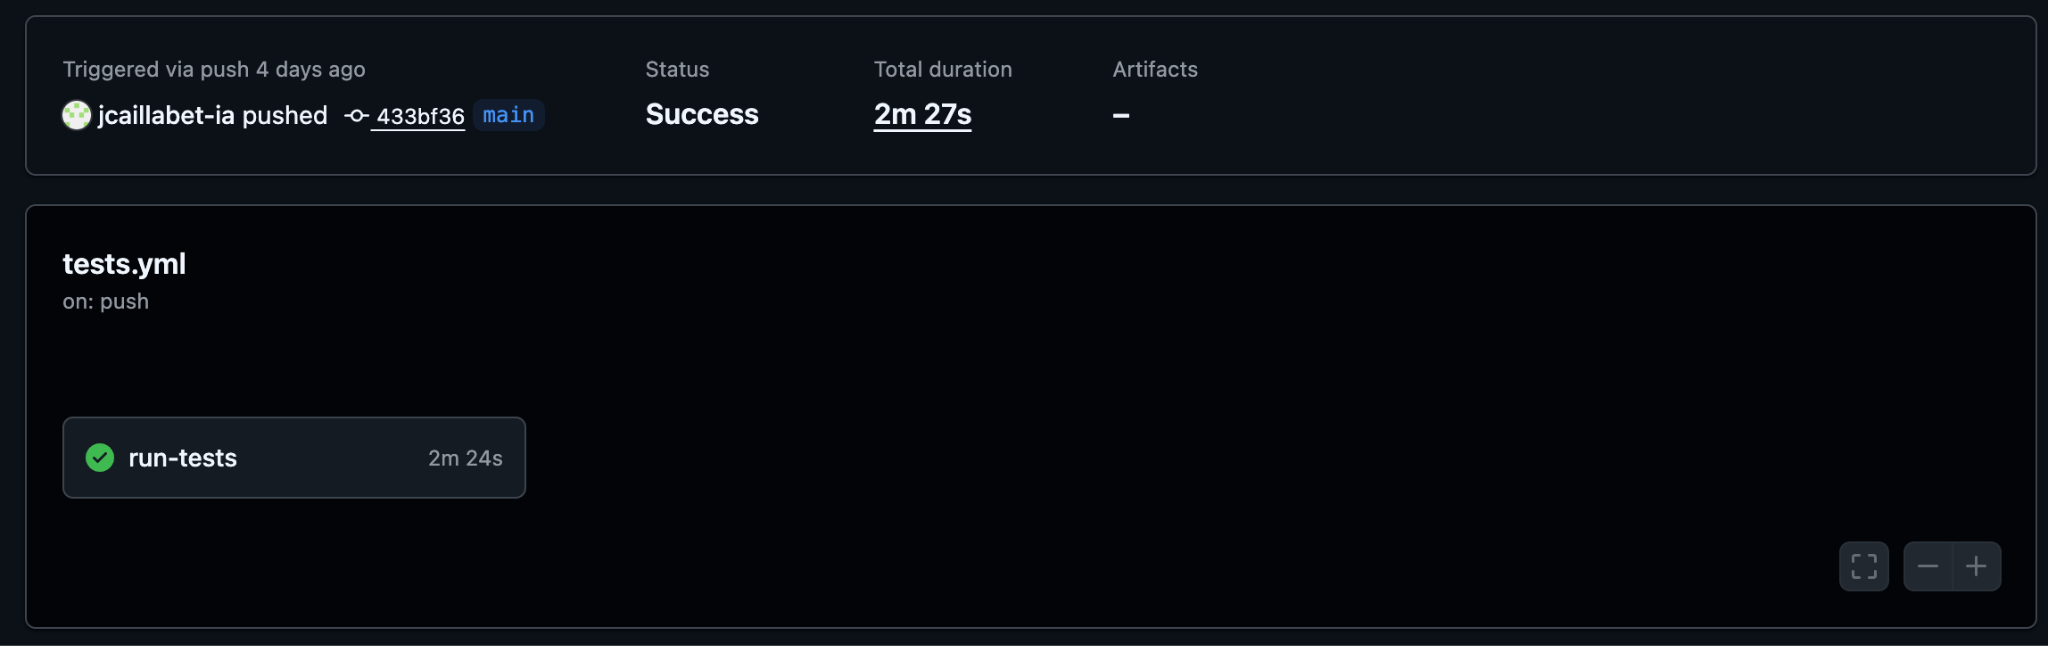 Triggered via push 4 days ago
jcaillabet-ia pushed 433bf36 main
Status
Success
Total duration
2m 27s
Artifacts
–
tests.yml
on: push
run-tests 2m 24s